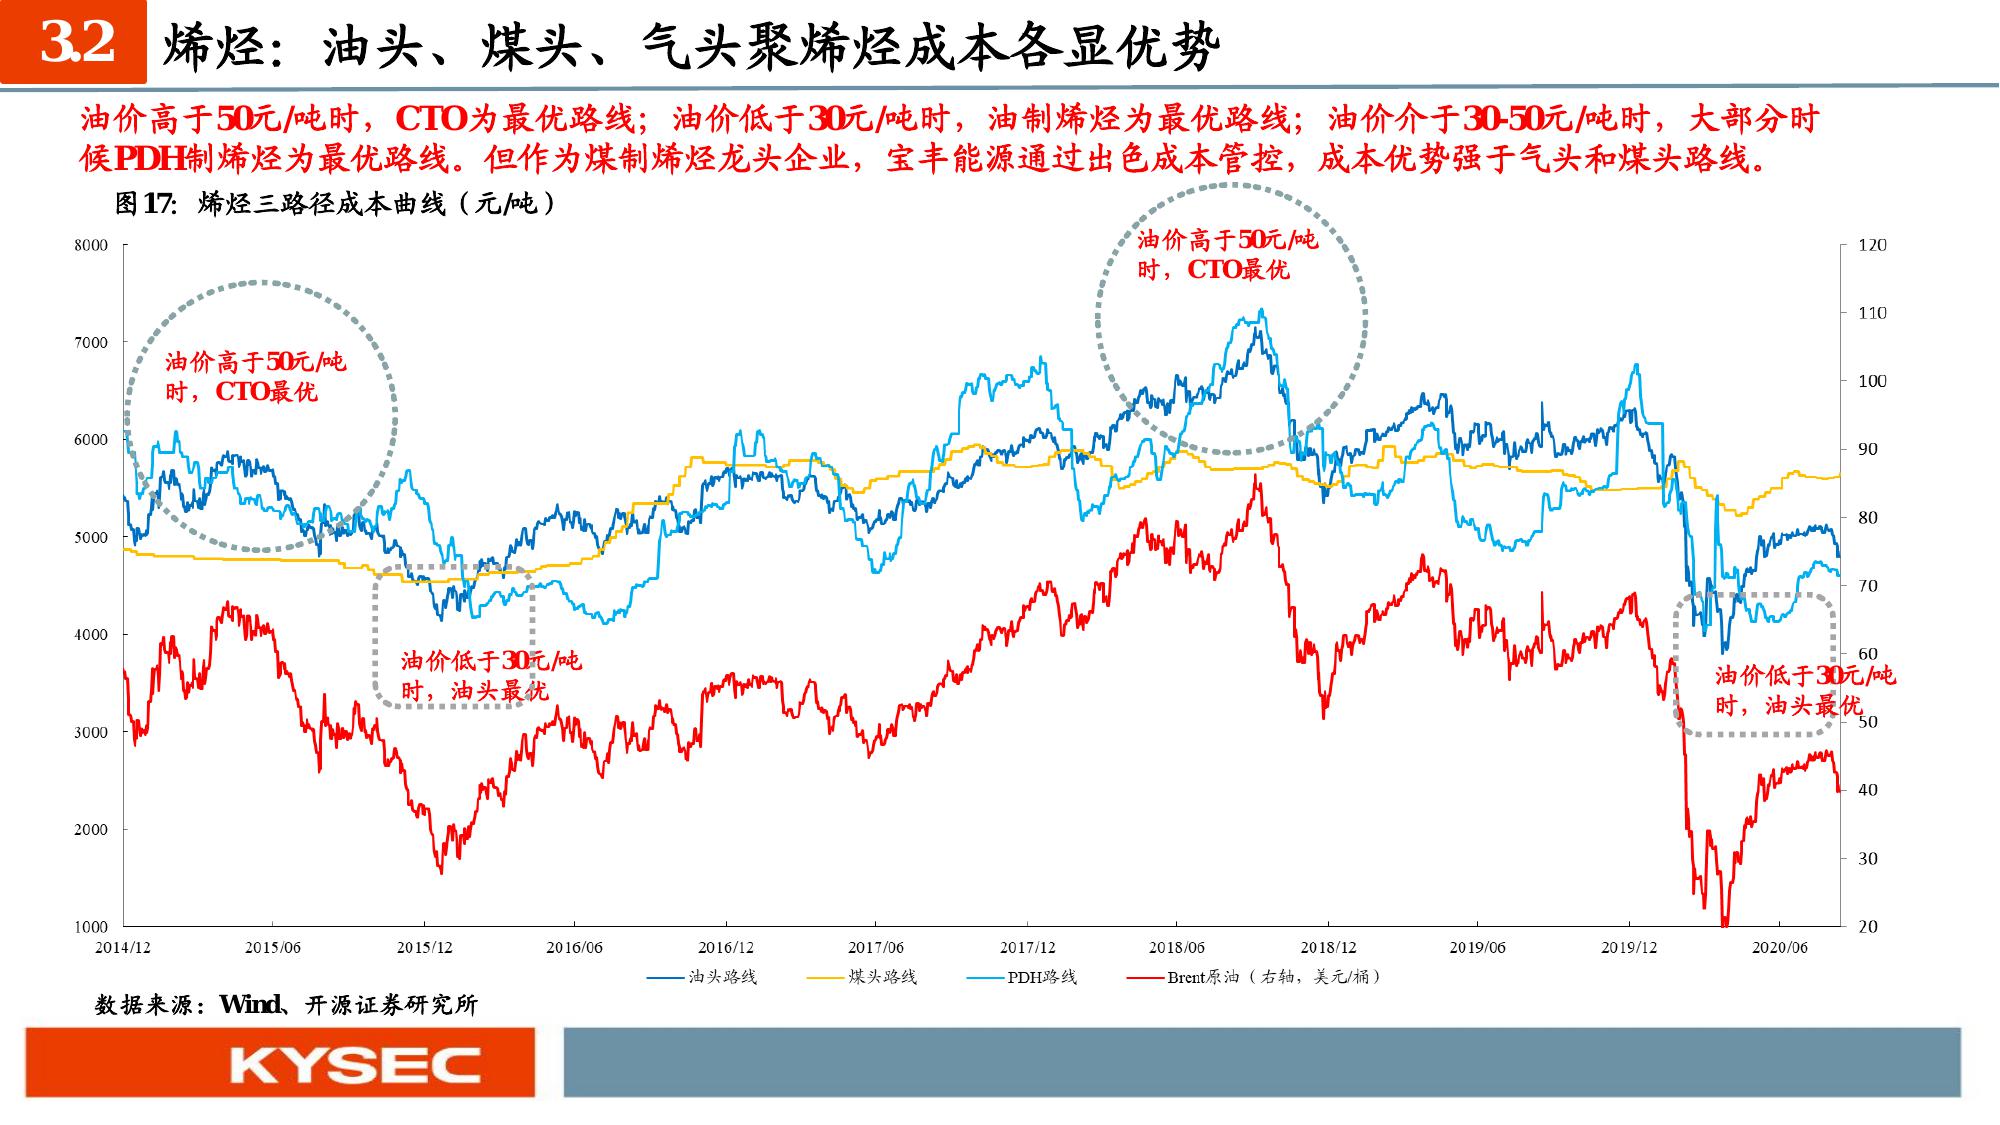 3.2 烯烃：油头、煤头、气头聚烯烃成本各显优势
油价高于50元/吨时，CTO为最优路线；油价低于30元/吨时，油制烯烃为最优路线；油价介于30-50元/吨时，大部分时
候PDH制烯烃为最优路线。但作为煤制烯烃龙头企业，宝丰能源通过出色成本管控，成本优势强于气头和煤头路线。
图17：烯烃三路径成本曲线（元/吨）
油价高于50元/吨
时，CTO最优
油价高于50元/吨
时，CTO最优
油价低于30元/吨
时，油头最优
油价低于30元/吨
时，油头最优
8000
7000
6000
5000
4000
3000
2000
1000
120
110
100
90
80
70
60
50
40
30
20
2014/12 2015/06 2015/12 2016/06 2016/12 2017/06 2017/12 2018/06 2018/12 2019/06 2019/12 2020/06
油头路线 煤头路线 PDH路线 Brent原油（右轴，美元/桶）
数据来源：Wind、开源证券研究所
KYSEC